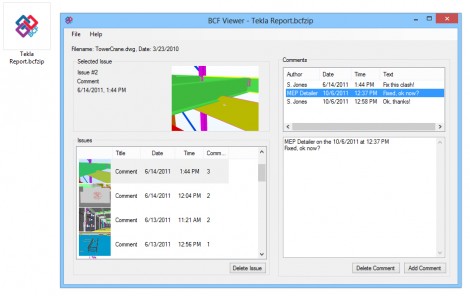 Tekla
Report.bcfzip
BCF Viewer - Tekla Report.bcfzip
File Help
Filename: TowerCrane.dwg, Date: 3/23/2010
Selected Issue
Issue #2
Comment
6/14/2011, 1:44 PM
Issues
Title Date Time Comm...
Comment 6/14/2011 1:44 PM 3
Comment 6/14/2011 12:04 PM 2
Comment 6/13/2011 11:21 AM 2
Comment 6/13/2011 12:56 PM 1
Delete Issue
Comments
Author Date Time Text
S. Jones 6/14/2011 1:44 PM Fix this clash!
MEP Detailer 10/6/2011 12:37 PM Fixed, ok now?
S. Jones 10/6/2011 12:58 PM Ok, thanks!
MEP Detailer on the 10/6/2011 at 12:37 PM
Fixed, ok now?
Delete Comment Add Comment